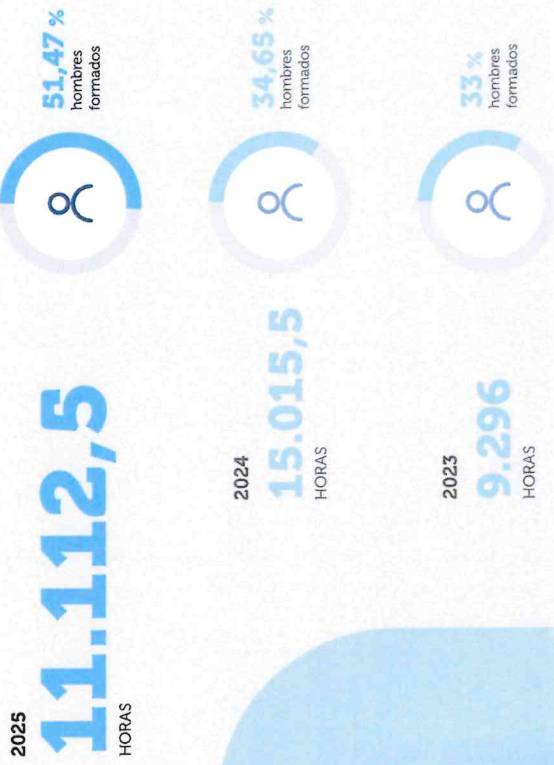 2025
11.112,5
HORAS
51,47 %
hombres
formados
2024
15.015,5
HORAS
34,65 %
hombres
formados
2023
9.296
HORAS
33 %
hombres
formados